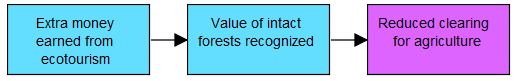 Extra money
earned from
ecotourism
Value of intact
forests recognized
Reduced clearing
for agriculture